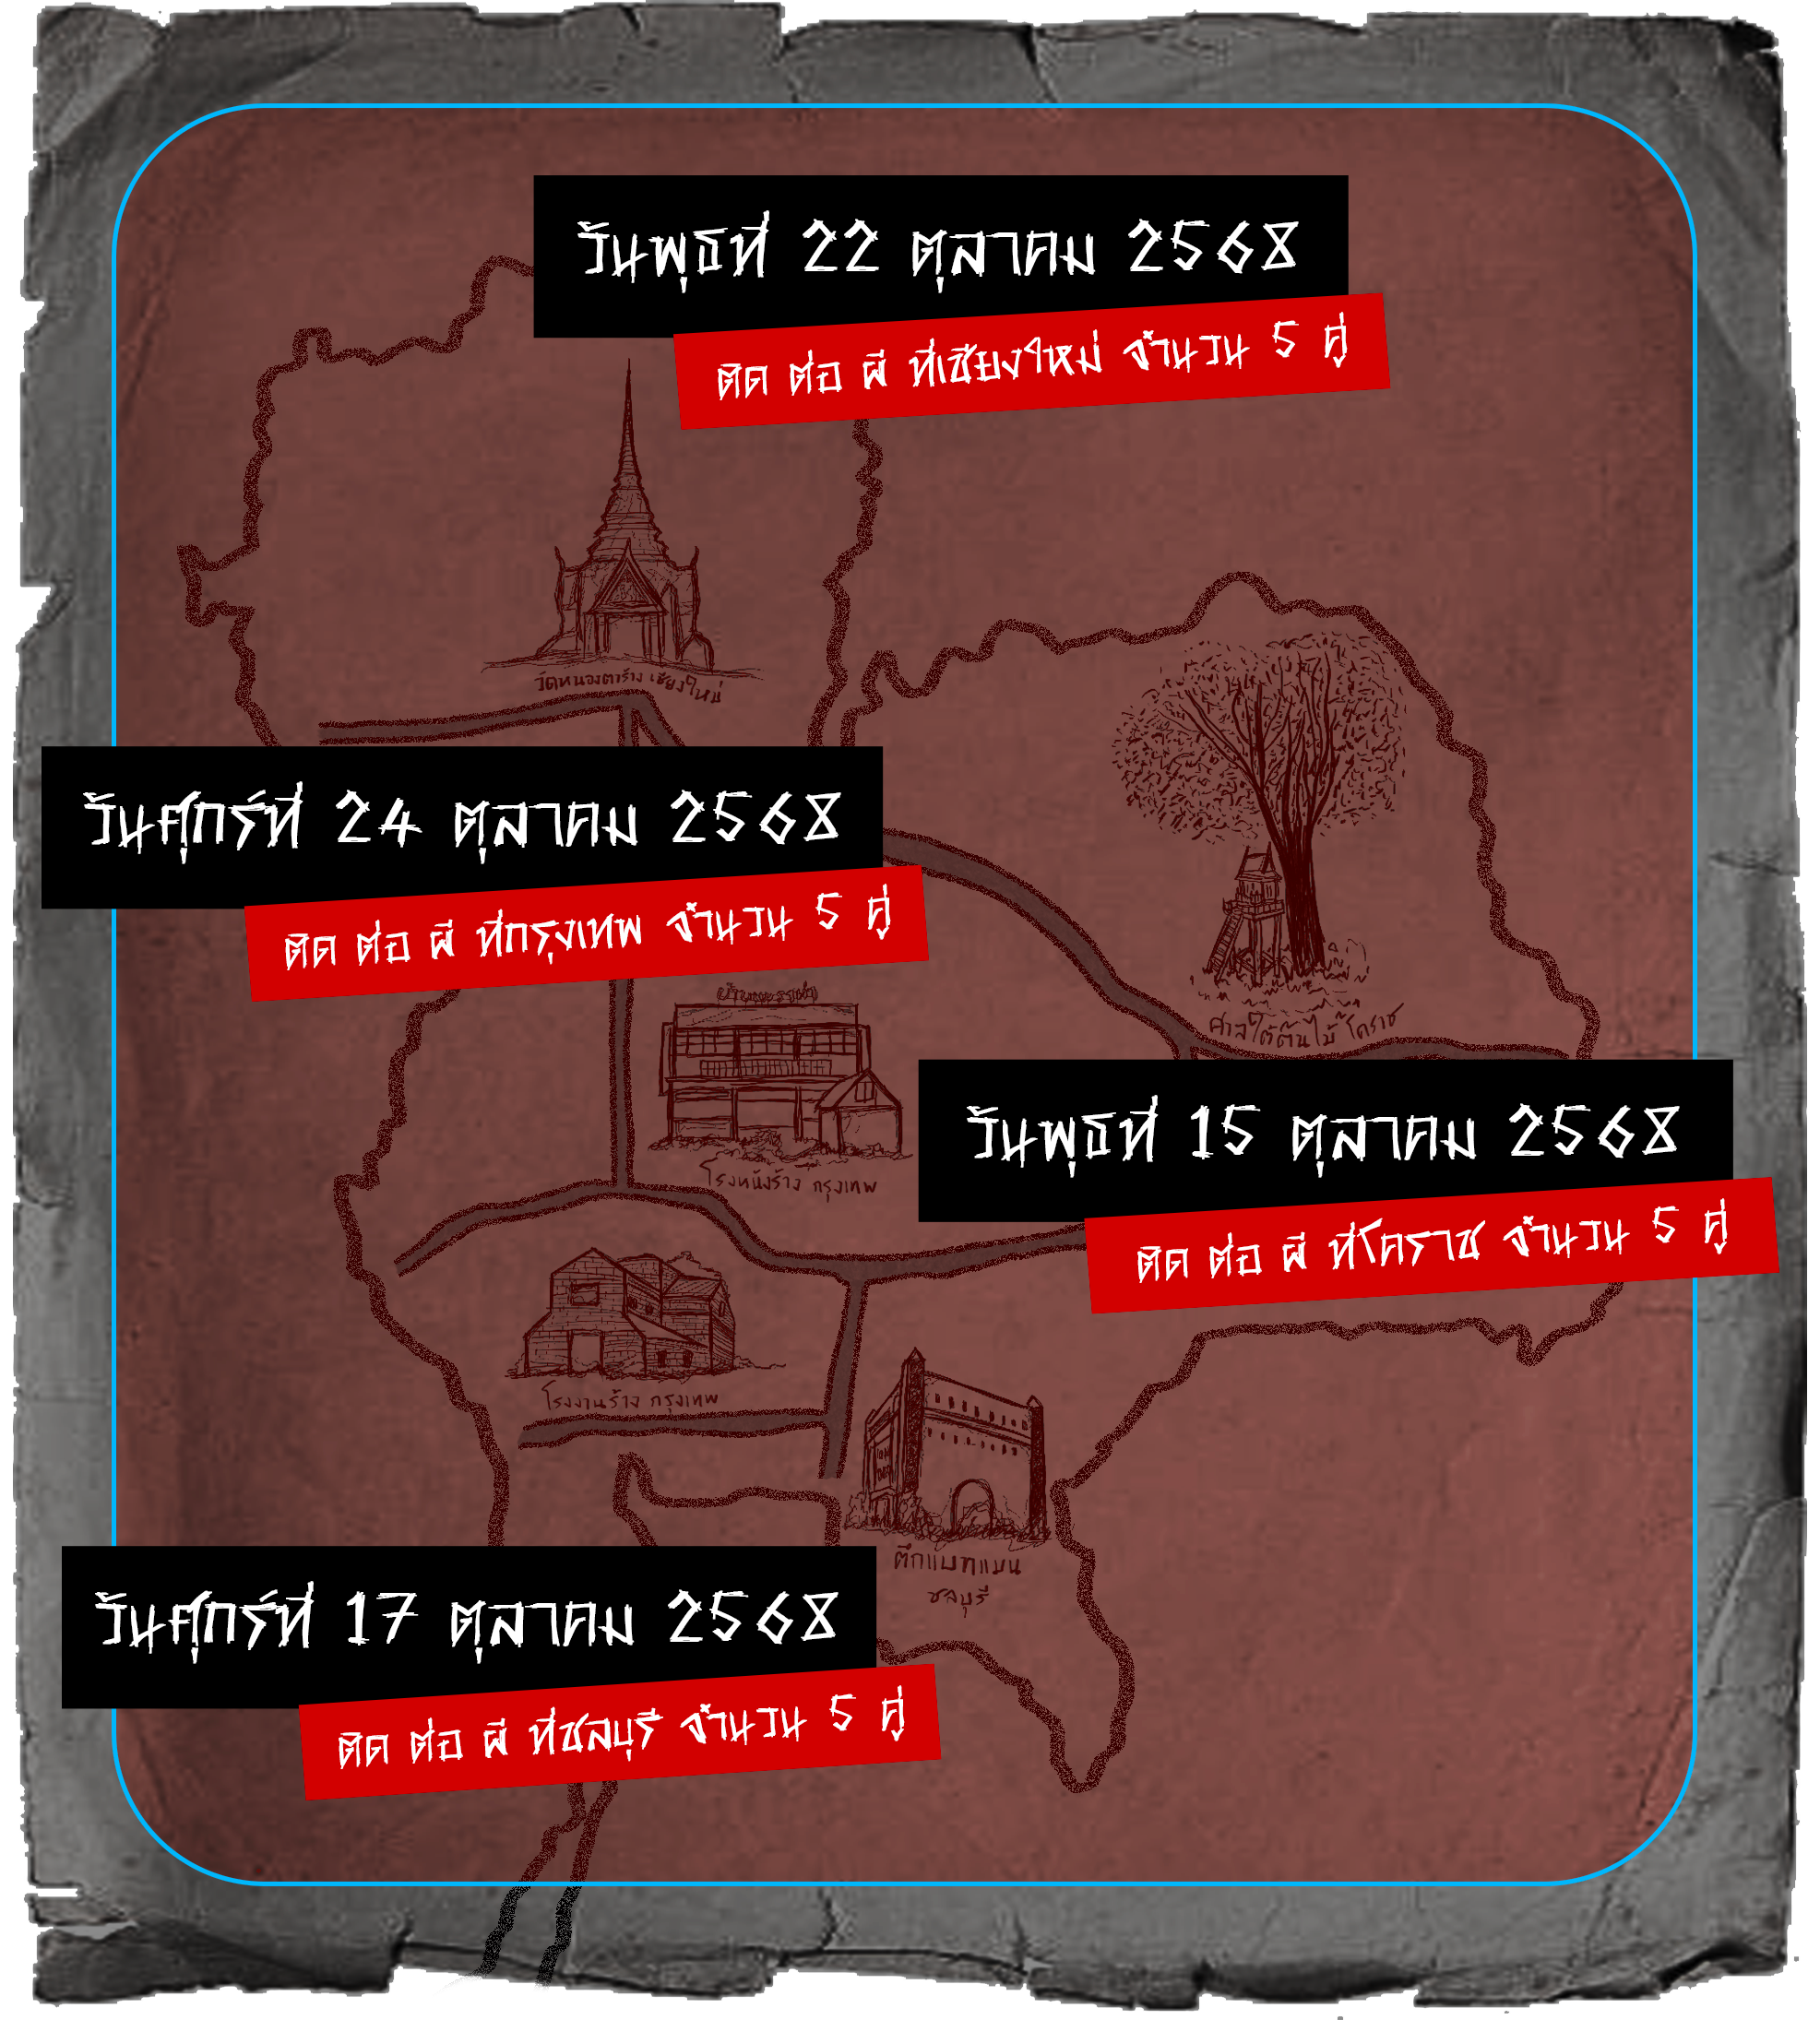 วันพุธที่ 22 ตุลาคม 2568
ติด ต่อ ผี ที่เชียงใหม่ จำนวน 5 คู่
วัดหนองตาร้าง เชียงใหม่
วันศุกร์ที่ 24 ตุลาคม 2568
ติด ต่อ ผี ที่กรุงเทพ จำนวน 5 คู่
ศาลใต้ต้นไม้ โคราช
วันพุธที่ 15 ตุลาคม 2568
ติด ต่อ ผี ที่โคราช จำนวน 5 คู่
โรงหนังร้าง กรุงเทพ
โรงงานร้าง กรุงเทพ
ตึกแบทแมน
ชลบุรี
วันศุกร์ที่ 17 ตุลาคม 2568
ติด ต่อ ผี ที่ชลบุรี จำนวน 5 คู่